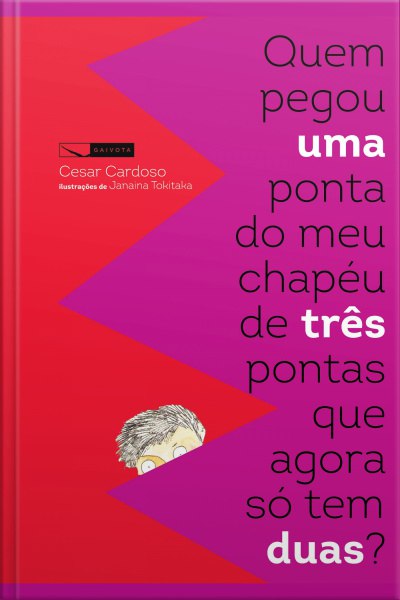 Quem
pegou
uma
ponta
do meu
chapéu
de três
pontas
que
agora
só tem
duas?
GAIVOTA
Cesar Cardoso
ilustrações de Janaina Tokitaka